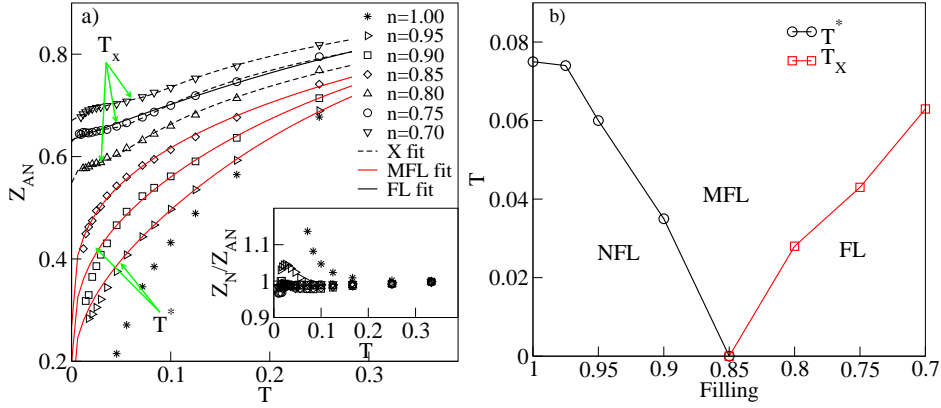 a)
T_x
Z_AN
0.8
0.6
0.4
0.2
0
0.1
0.2
0.3
T
T*
n=1.00
n=0.95
n=0.90
n=0.85
n=0.80
n=0.75
n=0.70
X fit
MFL fit
FL fit
Z_N/Z_AN
1.1
1
0.9
0
0.1
0.2
0.3
T
b)
T*
T_X
T
0.08
0.06
0.04
0.02
0
NFL
MFL
FL
1
0.95
0.9
0.85
0.8
0.75
0.7
Filling